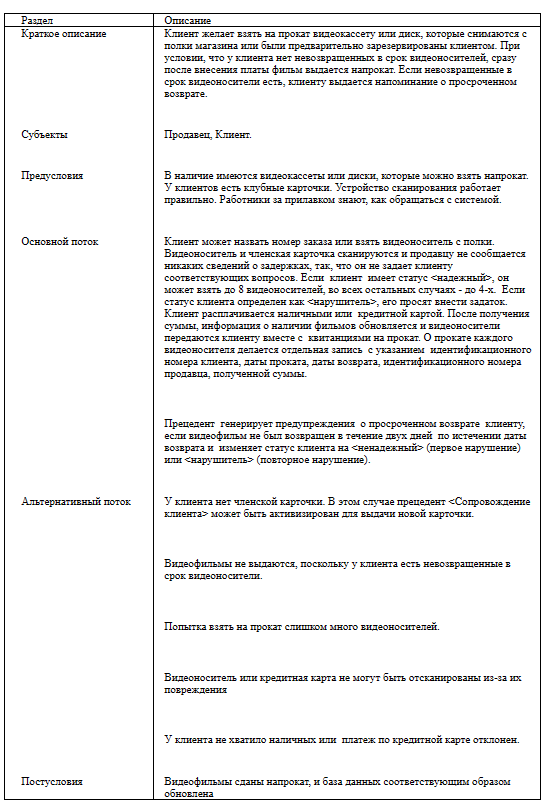 Раздел Описание
Краткое описание Клиент желает взять на прокат видеокассету или диск, которые снимаются с
полки магазина или были предварительно зарезервированы клиентом. При
условии, что у клиента нет невозвращенных в срок видеоносителей, сразу
после внесения платы фильм выдается напрокат. Если невозвращенные в
срок видеоносители есть, клиенту выдается напоминание о просроченном
возврате.
Субъекты Продавец, Клиент.
Предусловия В наличие имеются видеокассеты или диски, которые можно взять напрокат.
У клиентов есть клубные карточки. Устройство сканирования работает
правильно. Работники за прилавком знают, как обращаться с системой.
Основной поток Клиент может назвать номер заказа или взять видеоноситель с полки.
Видеоноситель и членская карточка сканируются и продавцу не сообщается
никаких сведений о задержках, так, что он не задает клиенту
соответствующих вопросов. Если клиент имеет статус <надежный>, он
может взять до 8 видеоносителей, во всех остальных случаях - до 4-х. Если
статус клиента определен как <нарушитель>, его просят внести задаток.
Клиент расплачивается наличными или кредитной картой. После получения
суммы, информация о наличии фильмов обновляется и видеоносители
передаются клиенту вместе с квитанциями на прокат. О прокате каждого
видеоносителя делается отдельная запись с указанием идентификационного
номера клиента, даты проката, даты возврата, идентификационного номера
продавца, полученной суммы.
Прецедент генерирует предупреждения о просроченном возврате клиенту,
если видеофильм не был возвращен в течение двух дней по истечении даты
возврата и изменяет статус клиента на <ненадежный> (первое нарушение)
или <нарушитель> (повторное нарушение).
Альтернативный поток У клиента нет членской карточки. В этом случае прецедент <Сопровождение
клиента> может быть активизирован для выдачи новой карточки.
Видеофильмы не выдаются, поскольку у клиента есть невозвращенные в
срок видеоносители.
Попытка взять на прокат слишком много видеоносителей.
Видеоноситель или кредитная карта не могут быть отсканированы из-за их
повреждения
У клиента не хватило наличных или платеж по кредитной карте отклонен.
Постусловия Видеофильмы сданы напрокат, и база данных соответствующим образом
обновлена